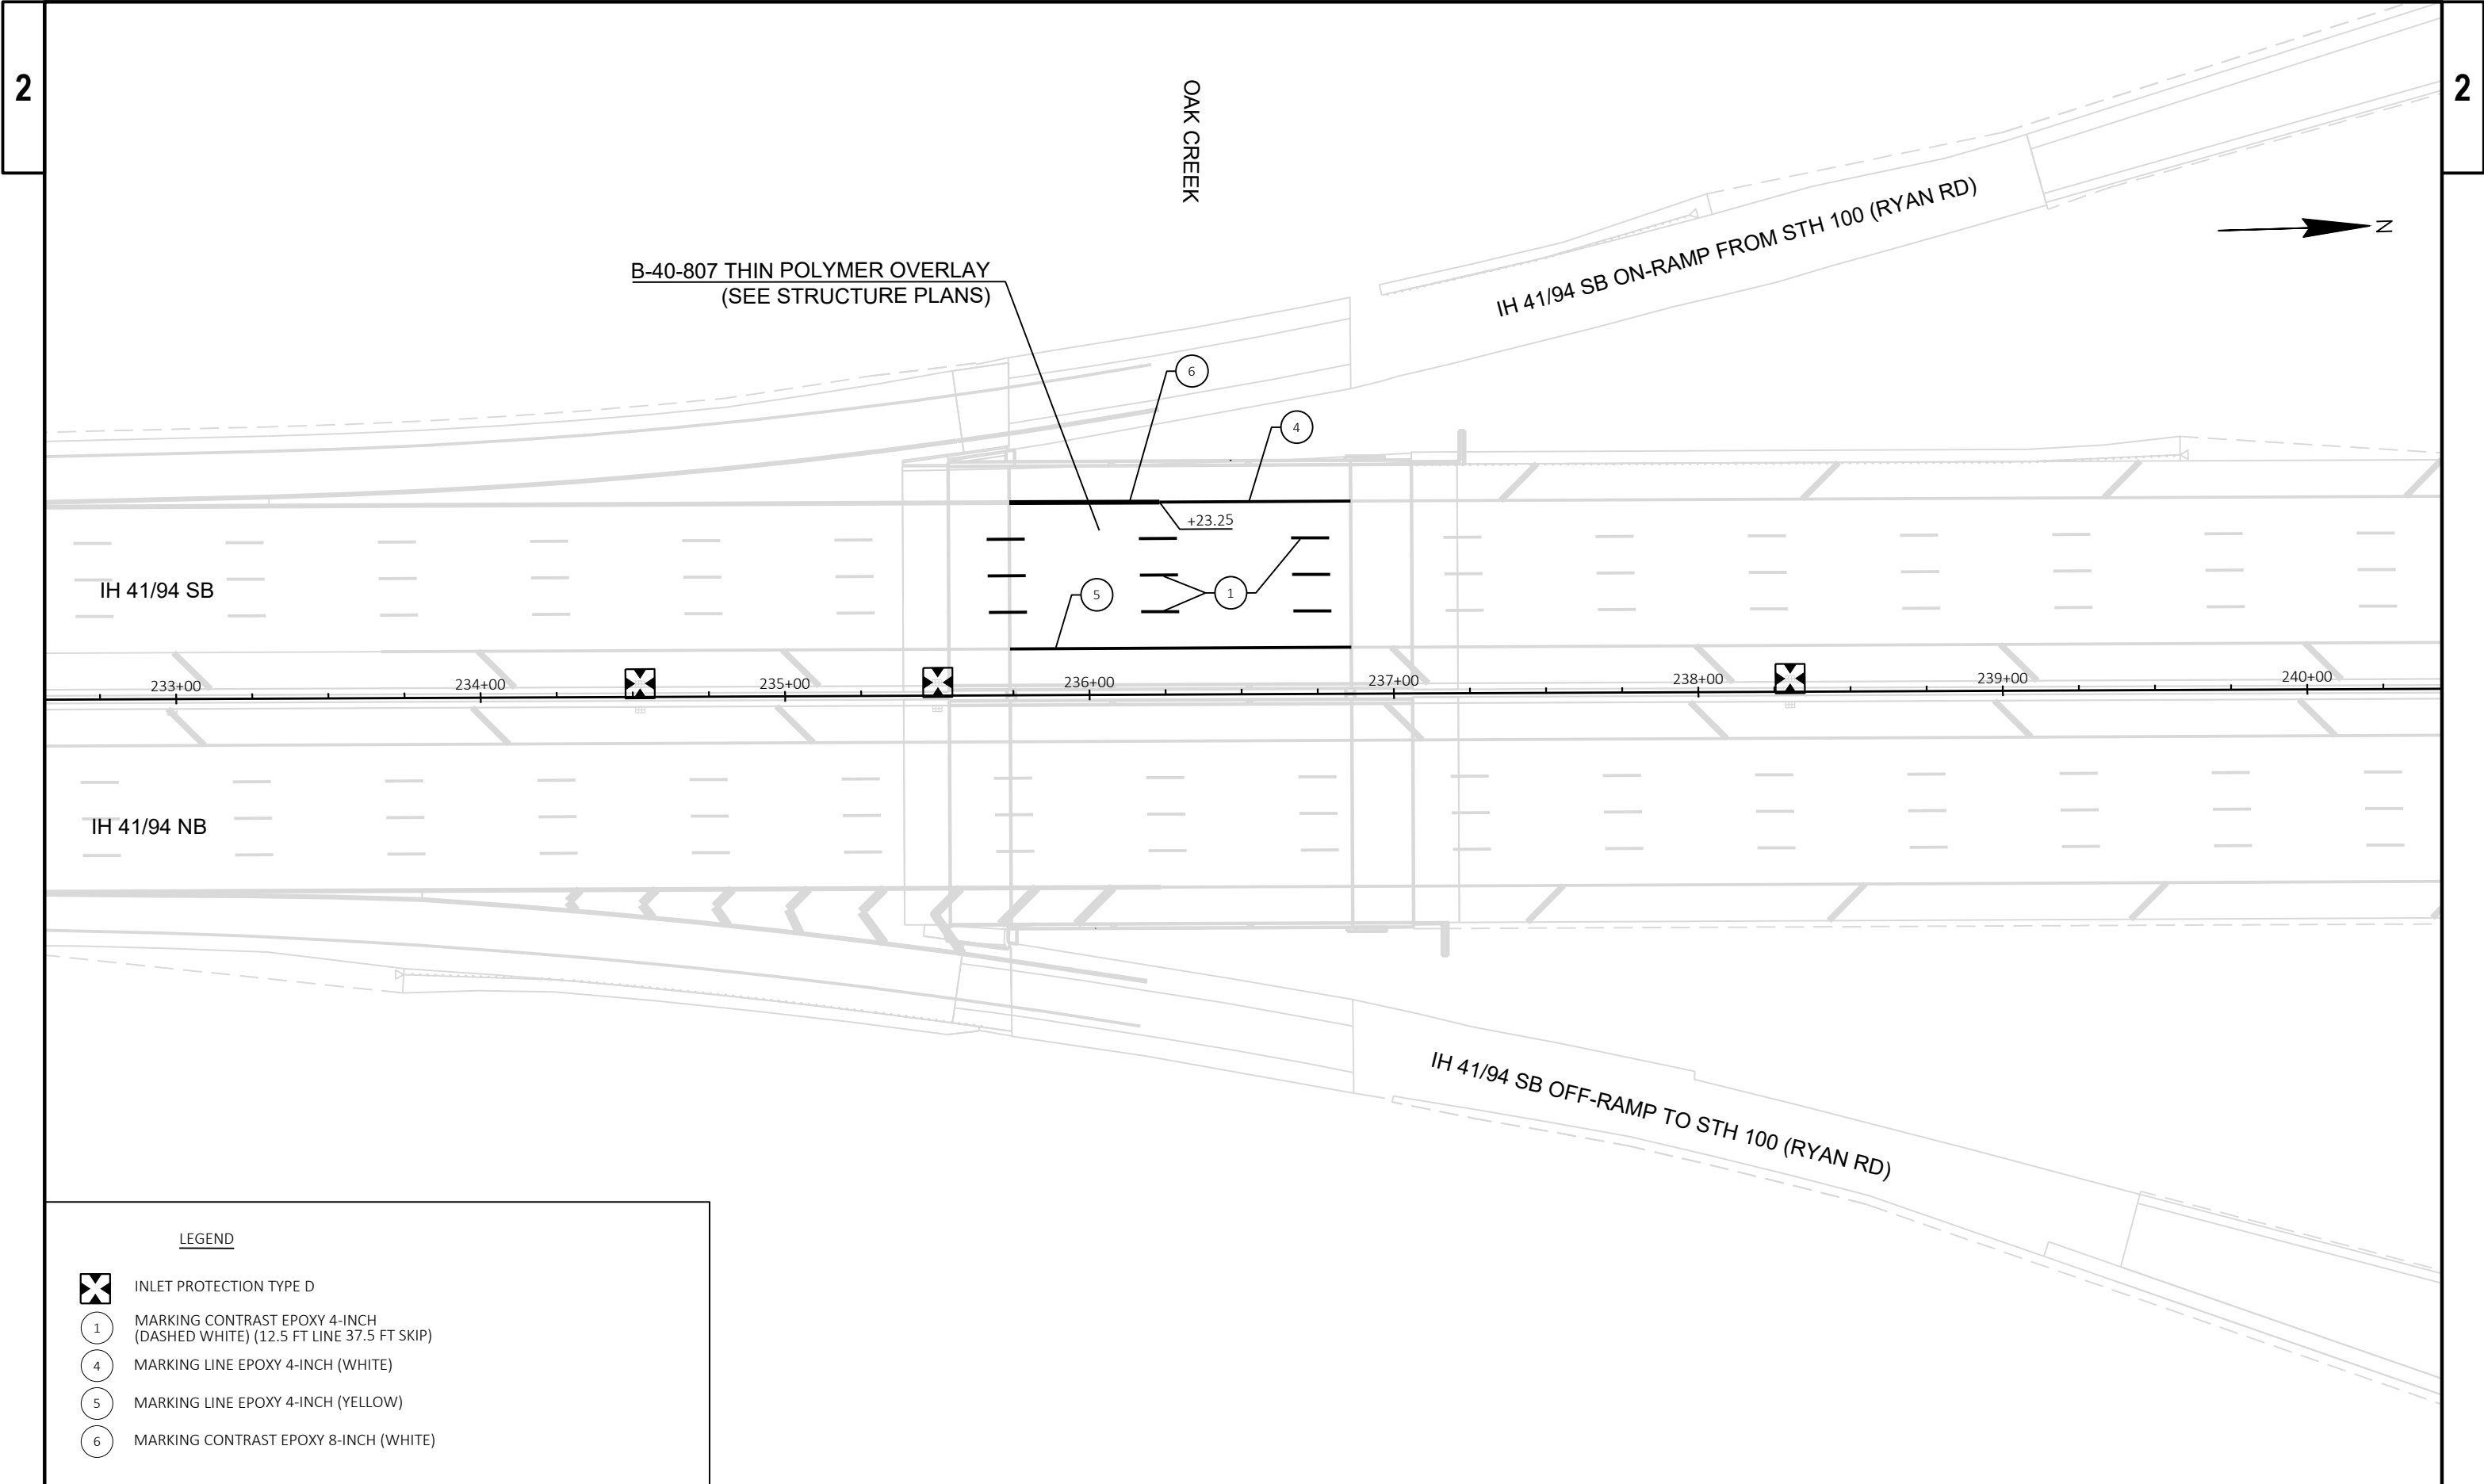 2
2
OAK CREEK
N
IH 41/94 SB ON-RAMP FROM STH 100 (RYAN RD)
B-40-807 THIN POLYMER OVERLAY
(SEE STRUCTURE PLANS)
6
4
+23.25
IH 41/94 SB
5
1
233+00
234+00
235+00
236+00
237+00
238+00
239+00
240+00
IH 41/94 NB
IH 41/94 SB OFF-RAMP TO STH 100 (RYAN RD)
LEGEND
INLET PROTECTION TYPE D
1
MARKING CONTRAST EPOXY 4-INCH
(DASHED WHITE) (12.5 FT LINE 37.5 FT SKIP)
4
MARKING LINE EPOXY 4-INCH (WHITE)
5
MARKING LINE EPOXY 4-INCH (YELLOW)
6
MARKING CONTRAST EPOXY 8-INCH (WHITE)